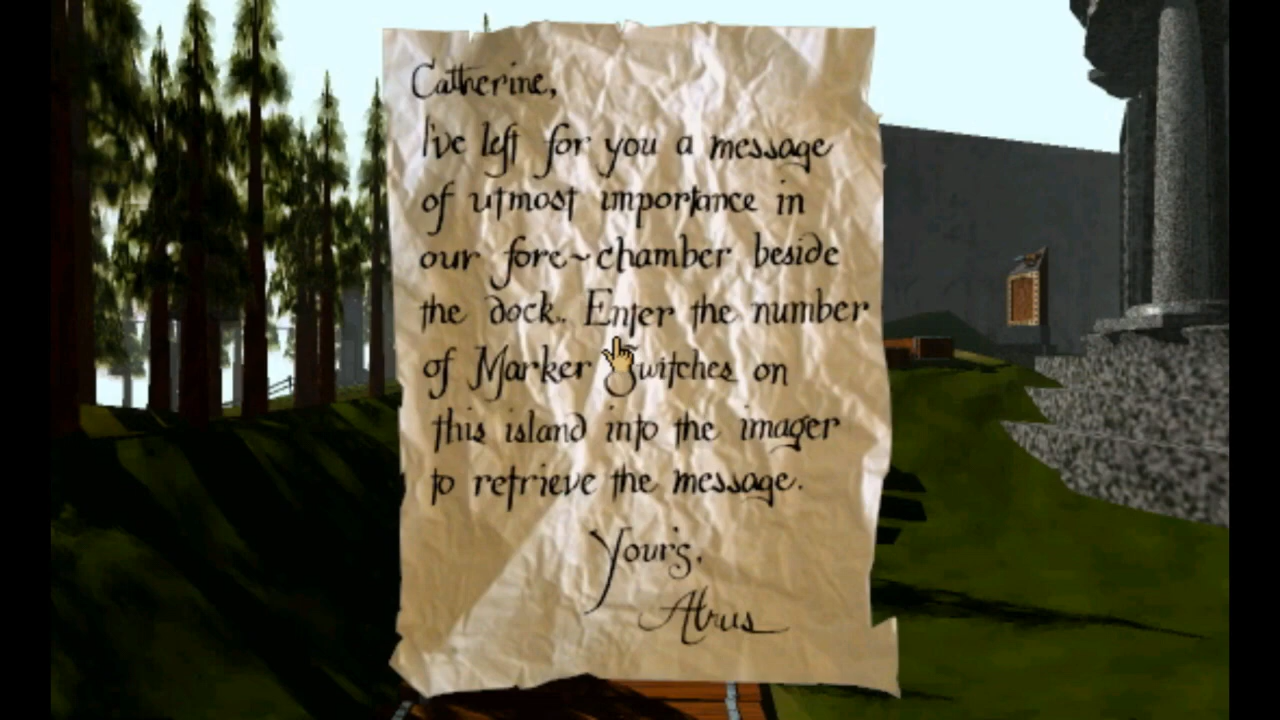 Catherine,
I've left for you a message
of utmost importance in
our fore~chamber beside
the dock. Enter the number
of Marker Switches on
this island into the imager
to retrieve the message.
Yours,
Atrus